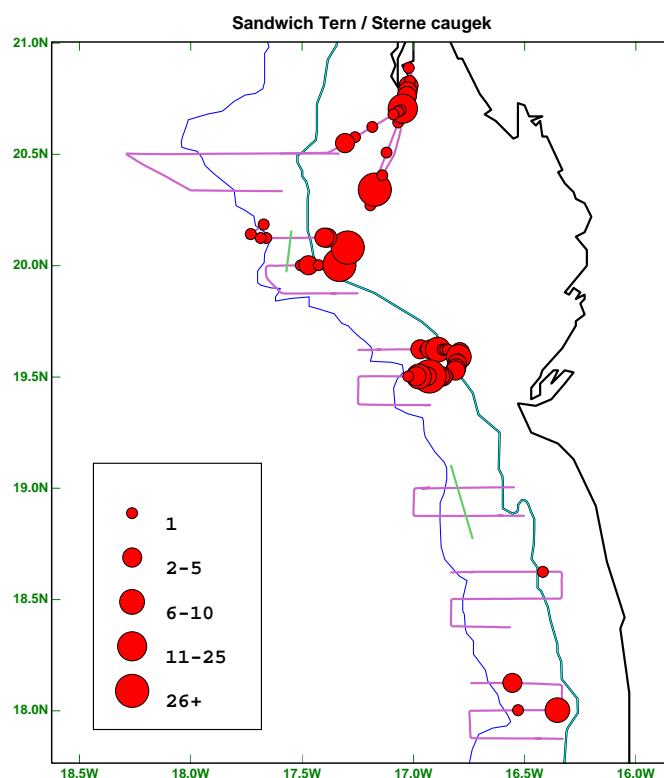 Sandwich Tern / Sterne caugek
21.0N
20.5N
20.0N
19.5N
19.0N
18.5N
18.0N
1
2-5
6-10
11-25
26+
18.5W
18.0W
17.5W
17.0W
16.5W
16.0W